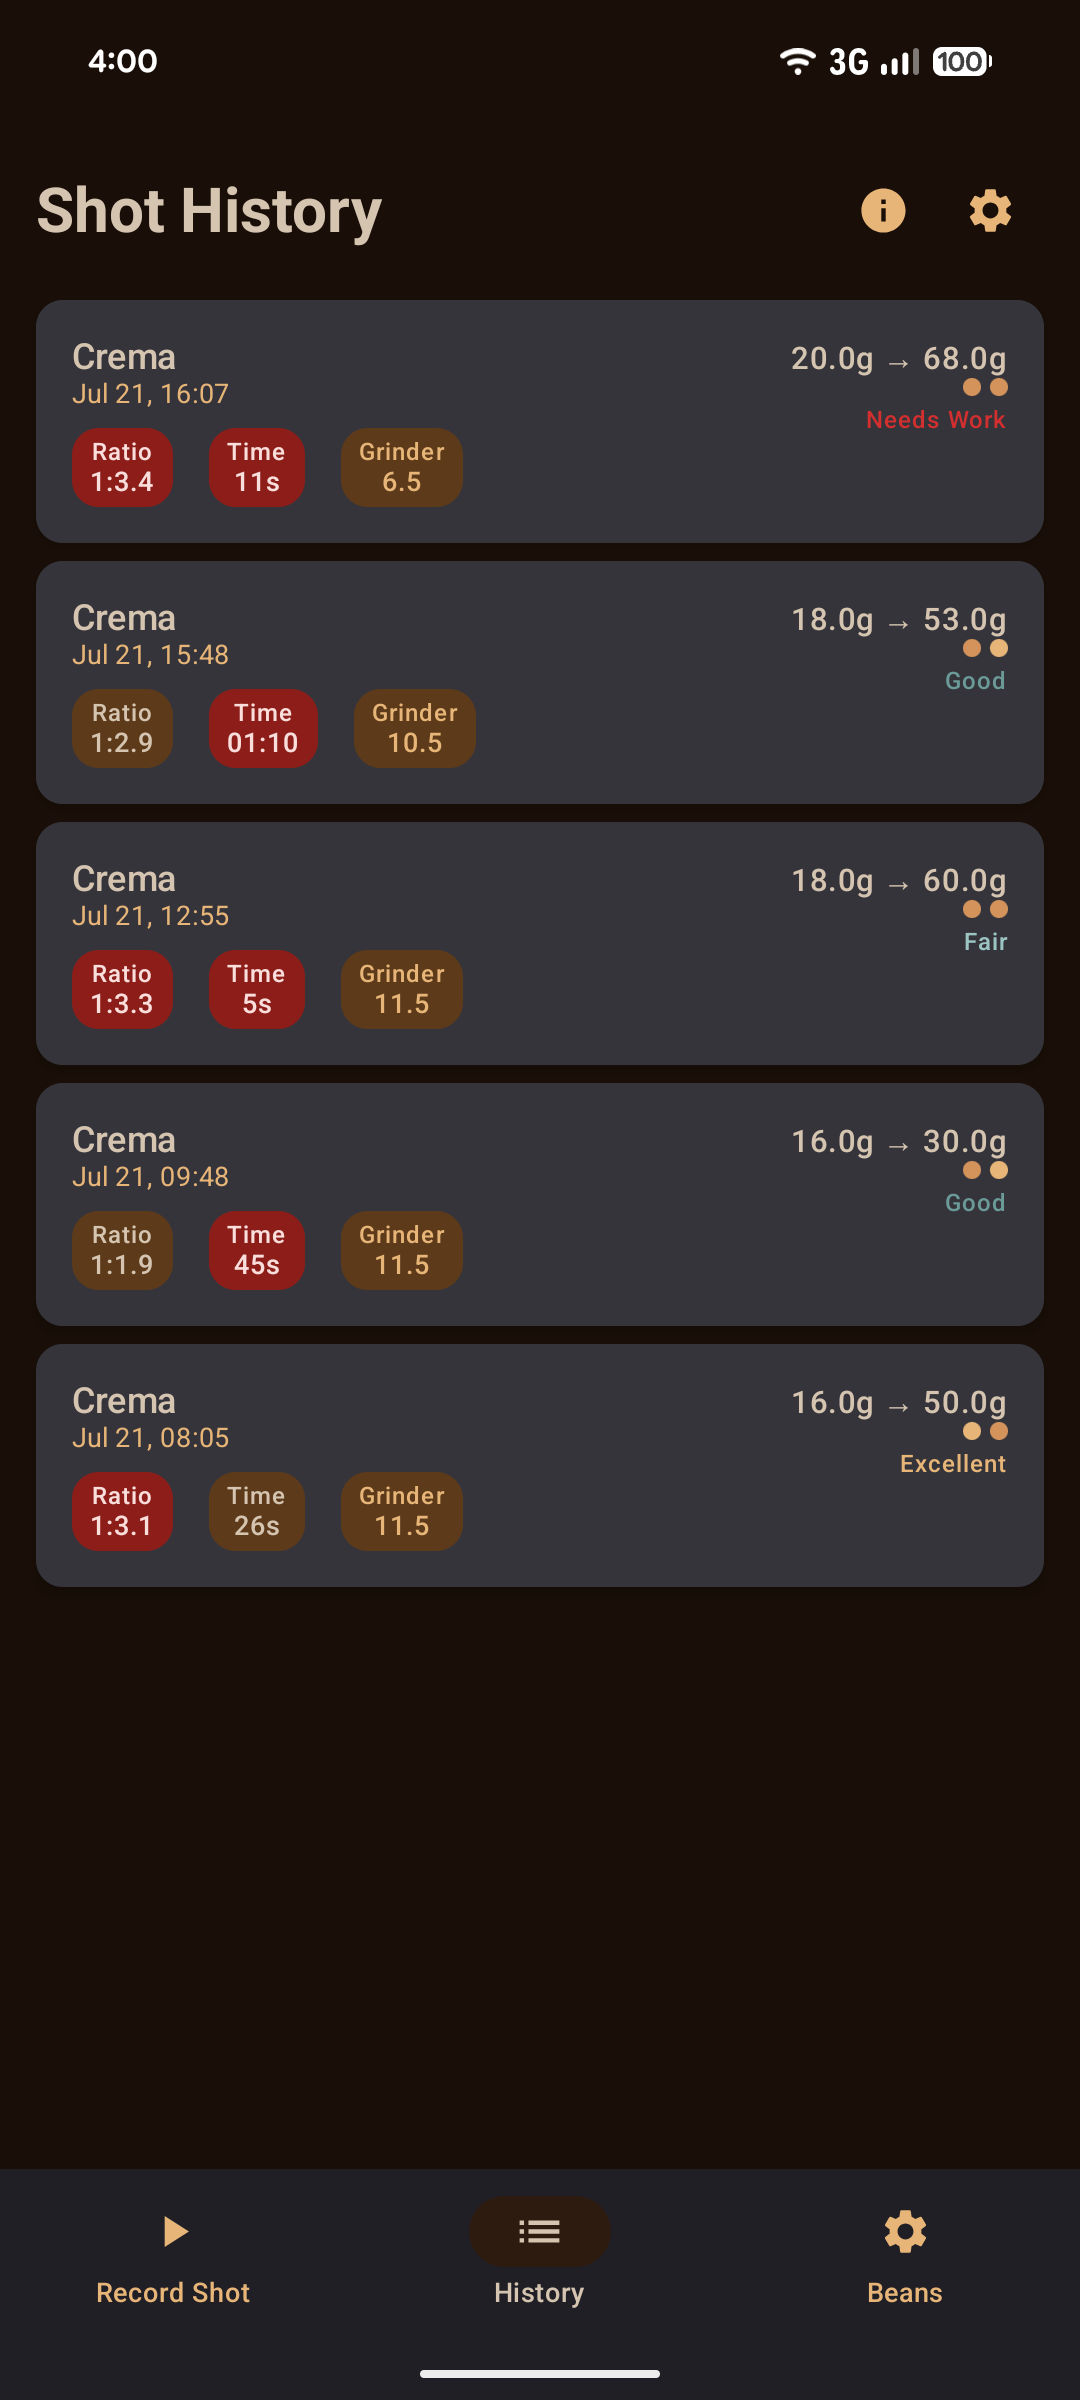 4:00
3G
100
Shot History
Crema
20.0g → 68.0g
Jul 21, 16:07
Needs Work
Ratio
1:3.4
Time
11s
Grinder
6.5
Crema
18.0g → 53.0g
Jul 21, 15:48
Good
Ratio
1:2.9
Time
01:10
Grinder
10.5
Crema
18.0g → 60.0g
Jul 21, 12:55
Fair
Ratio
1:3.3
Time
5s
Grinder
11.5
Crema
16.0g → 30.0g
Jul 21, 09:48
Good
Ratio
1:1.9
Time
45s
Grinder
11.5
Crema
16.0g → 50.0g
Jul 21, 08:05
Excellent
Ratio
1:3.1
Time
26s
Grinder
11.5
Record Shot
History
Beans